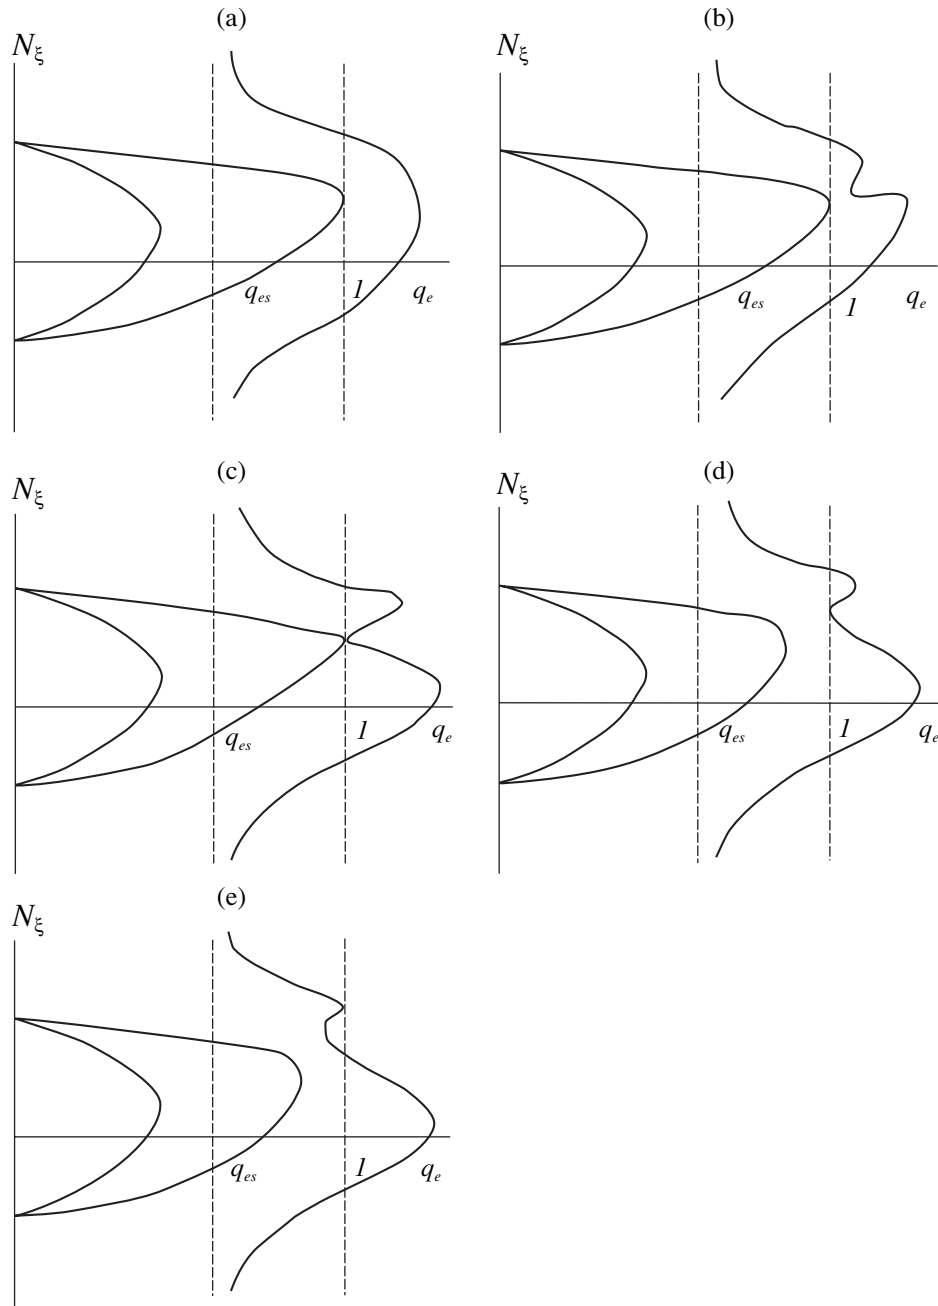 (a) (b)
N_ξ N_ξ
q_es 1 q_e q_es 1 q_e
(c) (d)
N_ξ N_ξ
q_es 1 q_e q_es 1 q_e
(e)
N_ξ
q_es 1 q_e